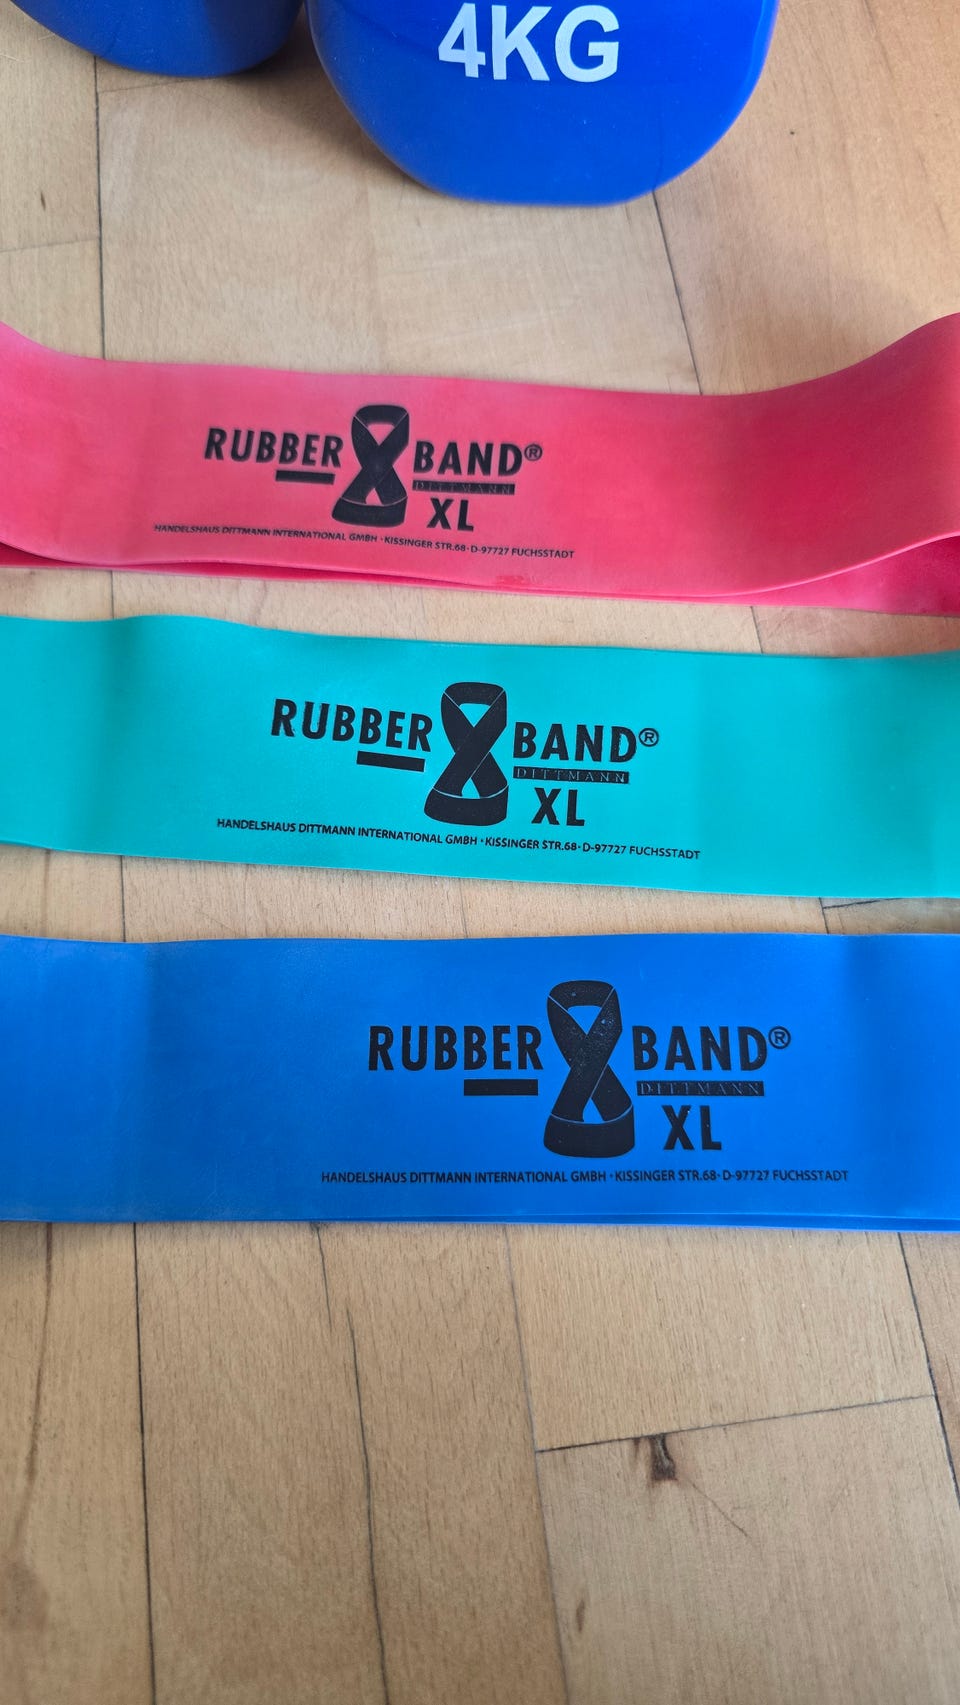 4KG
RUBBER BAND®
DITTMANN
XL
HANDELSHAUS DITTMANN INTERNATIONAL GMBH · KISSINGER STR.68 · D-97727 FUCHSSTADT
RUBBER BAND®
DITTMANN
XL
HANDELSHAUS DITTMANN INTERNATIONAL GMBH · KISSINGER STR.68 · D-97727 FUCHSSTADT
RUBBER BAND®
DITTMANN
XL
HANDELSHAUS DITTMANN INTERNATIONAL GMBH · KISSINGER STR.68 · D-97727 FUCHSSTADT